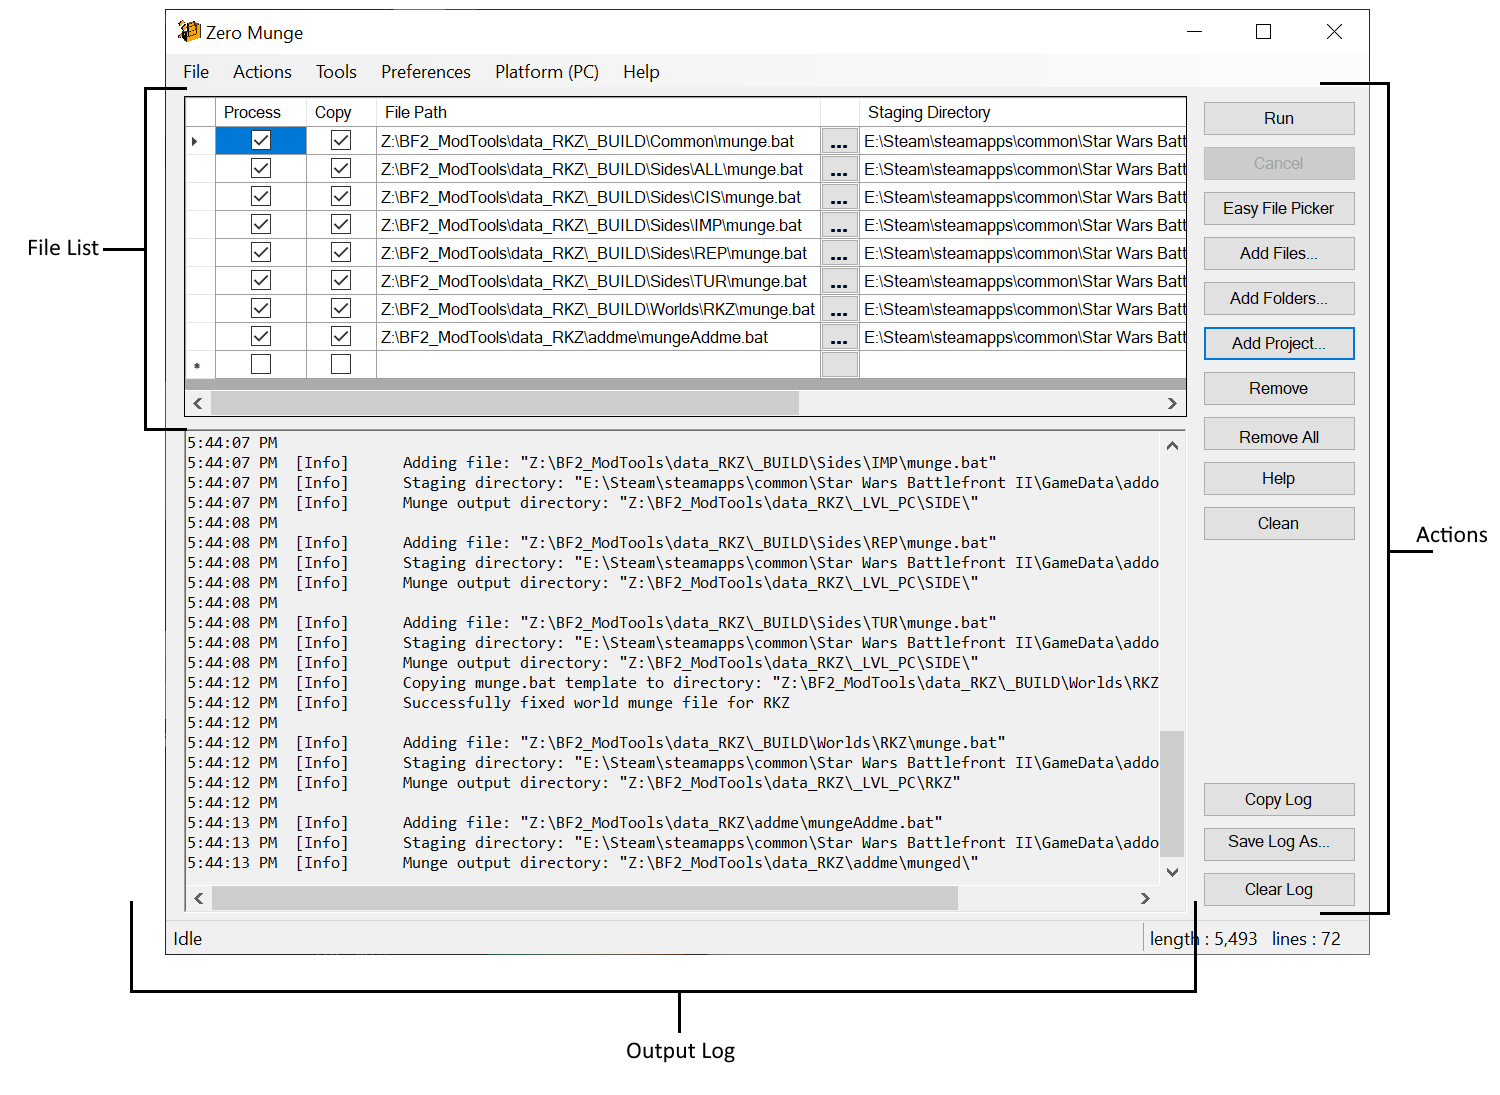 Zero Munge
File Actions Tools Preferences Platform (PC) Help
Process Copy File Path Staging Directory
Z:\BF2_ModTools\data_RKZ\_BUILD\Common\munge.bat ... E:\Steam\steamapps\common\Star Wars Batt
Z:\BF2_ModTools\data_RKZ\_BUILD\Sides\ALL\munge.bat ... E:\Steam\steamapps\common\Star Wars Batt
Z:\BF2_ModTools\data_RKZ\_BUILD\Sides\CIS\munge.bat ... E:\Steam\steamapps\common\Star Wars Batt
Z:\BF2_ModTools\data_RKZ\_BUILD\Sides\IMP\munge.bat ... E:\Steam\steamapps\common\Star Wars Batt
Z:\BF2_ModTools\data_RKZ\_BUILD\Sides\REP\munge.bat ... E:\Steam\steamapps\common\Star Wars Batt
Z:\BF2_ModTools\data_RKZ\_BUILD\Sides\TUR\munge.bat ... E:\Steam\steamapps\common\Star Wars Batt
Z:\BF2_ModTools\data_RKZ\_BUILD\Worlds\RKZ\munge.bat ... E:\Steam\steamapps\common\Star Wars Batt
Z:\BF2_ModTools\data_RKZ\addme\mungeAddme.bat ... E:\Steam\steamapps\common\Star Wars Batt
File List
5:44:07 PM
5:44:07 PM [Info] Adding file: "Z:\BF2_ModTools\data_RKZ\_BUILD\Sides\IMP\munge.bat"
5:44:07 PM [Info] Staging directory: "E:\Steam\steamapps\common\Star Wars Battlefront II\GameData\addo
5:44:07 PM [Info] Munge output directory: "Z:\BF2_ModTools\data_RKZ\_LVL_PC\SIDE\"
5:44:08 PM
5:44:08 PM [Info] Adding file: "Z:\BF2_ModTools\data_RKZ\_BUILD\Sides\REP\munge.bat"
5:44:08 PM [Info] Staging directory: "E:\Steam\steamapps\common\Star Wars Battlefront II\GameData\addo
5:44:08 PM [Info] Munge output directory: "Z:\BF2_ModTools\data_RKZ\_LVL_PC\SIDE\"
5:44:08 PM
5:44:08 PM [Info] Adding file: "Z:\BF2_ModTools\data_RKZ\_BUILD\Sides\TUR\munge.bat"
5:44:08 PM [Info] Staging directory: "E:\Steam\steamapps\common\Star Wars Battlefront II\GameData\addo
5:44:08 PM [Info] Munge output directory: "Z:\BF2_ModTools\data_RKZ\_LVL_PC\SIDE\"
5:44:12 PM [Info] Copying munge.bat template to directory: "Z:\BF2_ModTools\data_RKZ\_BUILD\Worlds\RKZ
5:44:12 PM [Info] Successfully fixed world munge file for RKZ
5:44:12 PM
5:44:12 PM [Info] Adding file: "Z:\BF2_ModTools\data_RKZ\_BUILD\Worlds\RKZ\munge.bat"
5:44:12 PM [Info] Staging directory: "E:\Steam\steamapps\common\Star Wars Battlefront II\GameData\addo
5:44:12 PM [Info] Munge output directory: "Z:\BF2_ModTools\data_RKZ\_LVL_PC\RKZ"
5:44:12 PM
5:44:13 PM [Info] Adding file: "Z:\BF2_ModTools\data_RKZ\addme\mungeAddme.bat"
5:44:13 PM [Info] Staging directory: "E:\Steam\steamapps\common\Star Wars Battlefront II\GameData\addo
5:44:13 PM [Info] Munge output directory: "Z:\BF2_ModTools\data_RKZ\addme\munged\"
Run
Cancel
Easy File Picker
Add Files...
Add Folders...
Add Project...
Remove
Remove All
Help
Clean
Copy Log
Save Log As...
Clear Log
Actions
Idle
length : 5,493 lines : 72
Output Log